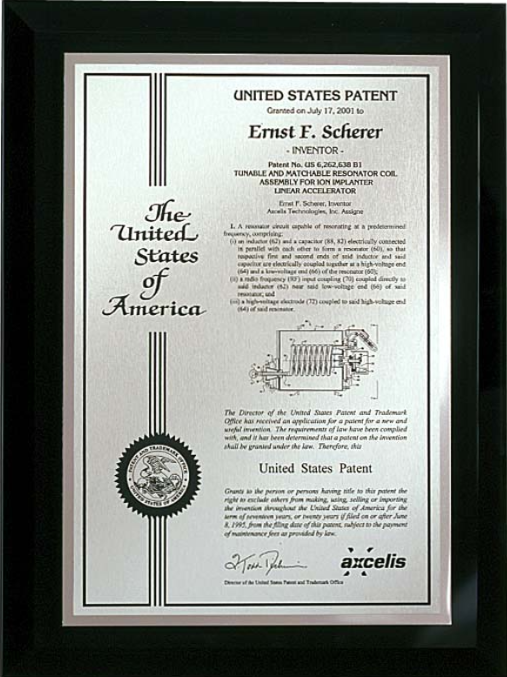 The
United
States
of
America
PATENT AND TRADEMARK OFFICE
UNITED STATES OF AMERICA
UNITED STATES PATENT
Granted on July 17, 2001 to
Ernst F. Scherer
- INVENTOR -
Patent No. US 6,262,638 B1
TUNABLE AND MATCHABLE RESONATOR COIL
ASSEMBLY FOR ION IMPLANTER
LINEAR ACCELERATOR
Ernst F. Scherer, Inventor
Axcelis Technologies, Inc. Assigne
1. A resonator circuit capable of resonating at a predetermined
frequency, comprising:
(i) an inductor (62) and a capacitor (88, 82) electrically connected
in parallel with each other to form a resonator (60), so that
respective first and second ends of said inductor and said
capacitor are electrically coupled together at a high-voltage end
(64) and a low-voltage end (66) of the resonator (60);
(ii) a radio frequency (RF) input coupling (70) coupled directly to
said inductor (62) near said low-voltage end (66) of said
resonator, and
(iii) a high-voltage electrode (72) coupled to said high-voltage end
(64) of said resonator.
The Director of the United States Patent and Trademark
Office has received an application for a patent for a new and
useful invention. The requirements of law have been complied
with, and it has been determined that a patent on the invention
shall be granted under the law. Therefore, this
United States Patent
Grants to the person or persons having title to this patent the
right to exclude others from making, using, selling or importing
the invention throughout the United States of America for the
term of seventeen years, or twenty years if filed on or after June
8, 1995, from the filing date of this patent, subject to the payment
of maintenance fees as provided by law.
axcelis
Director of the United States Patent and Trademark Office